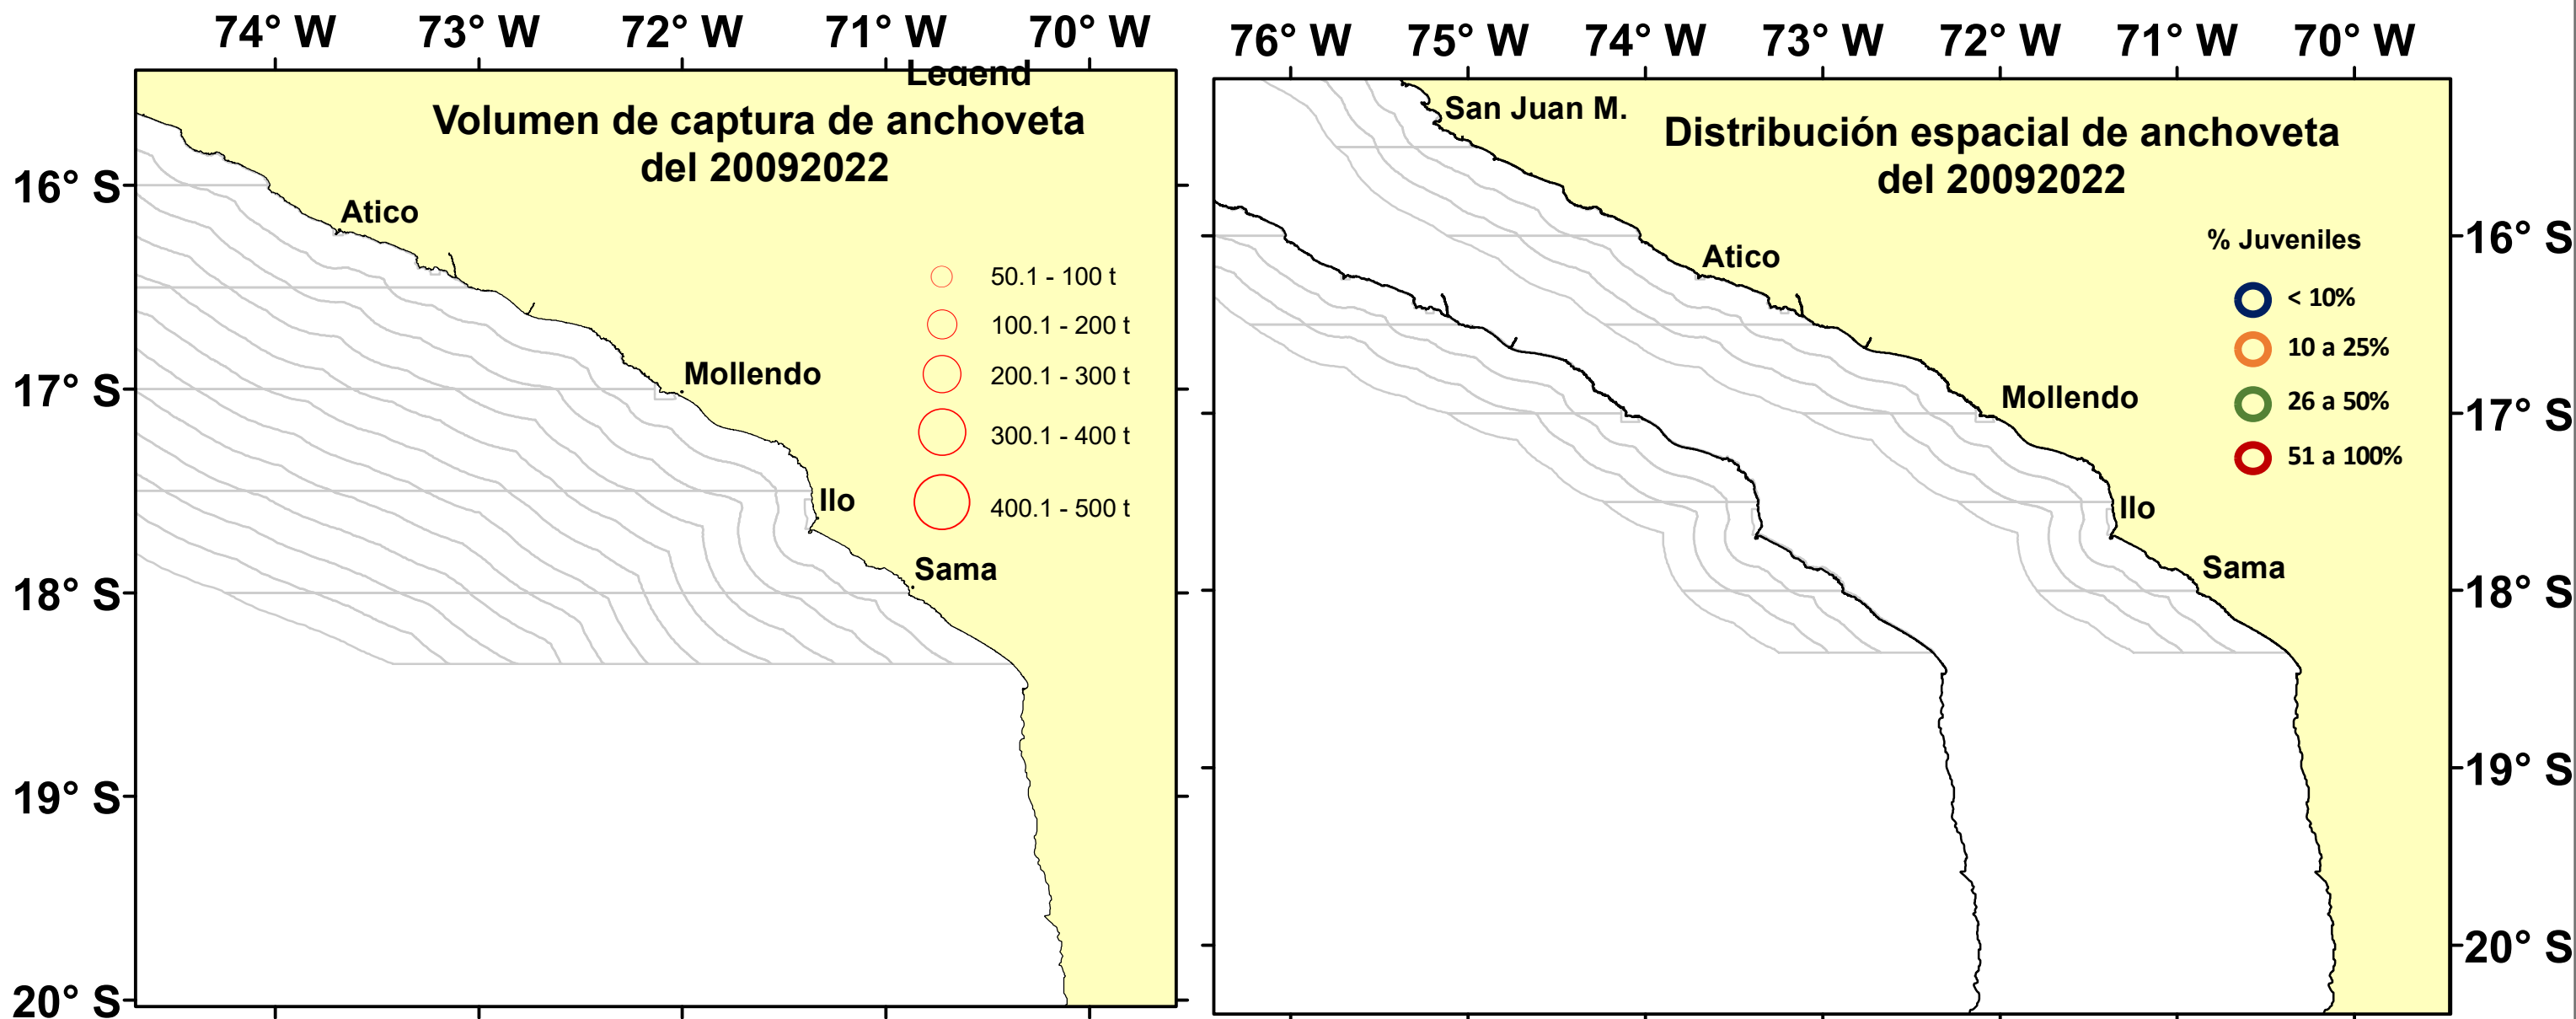 74° W 73° W 72° W 71° W 70° W
Legend
Volumen de captura de anchoveta
del 20092022
16° S
Atico
50.1 - 100 t
100.1 - 200 t
200.1 - 300 t
300.1 - 400 t
400.1 - 500 t
17° S
Mollendo
Ilo
18° S
Sama
19° S
20° S
76° W 75° W 74° W 73° W 72° W 71° W 70° W
San Juan M.
Distribución espacial de anchoveta
del 20092022
% Juveniles
< 10%
10 a 25%
26 a 50%
51 a 100%
16° S
Atico
17° S
Mollendo
Ilo
Sama
18° S
19° S
20° S